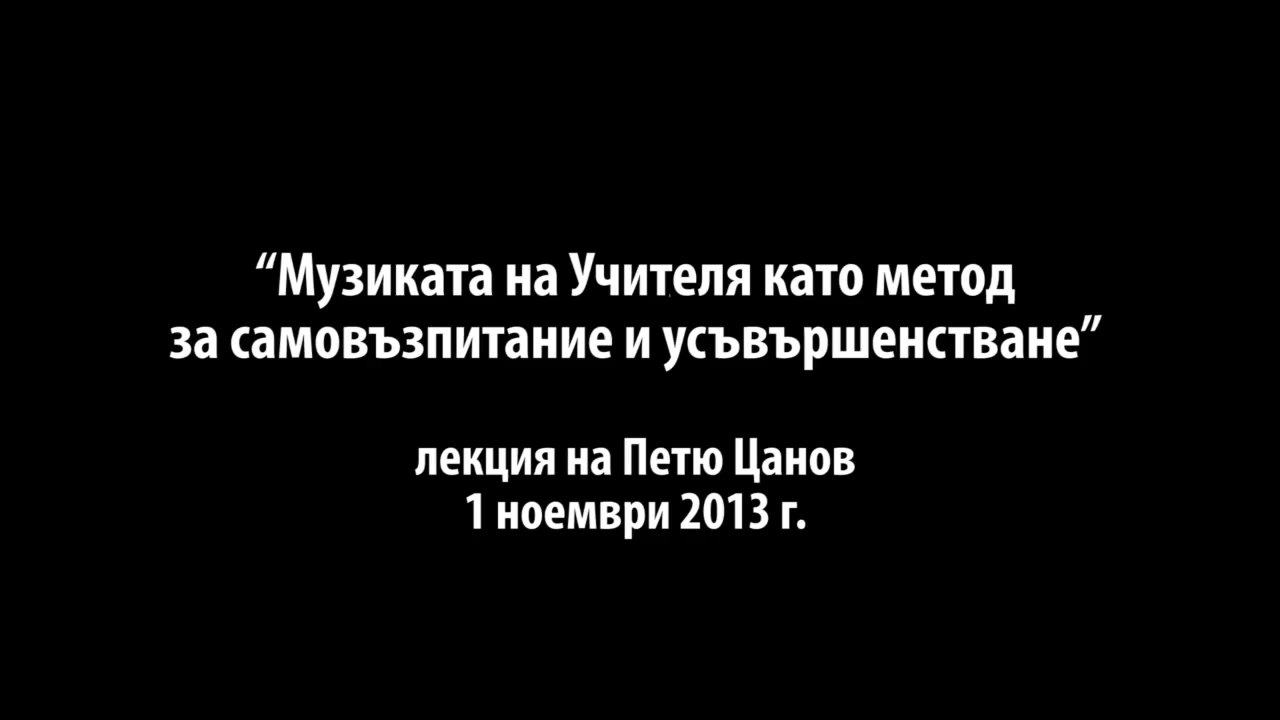 “Музиката на Учителя като метод
за самовъзпитание и усъвършенстване”
лекция на Петю Цанов
1 ноември 2013 г.